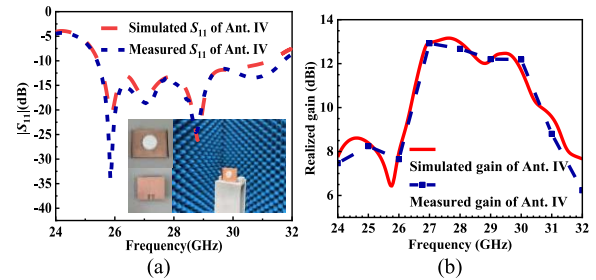 (a)
Simulated S₁₁ of Ant. IV
Measured S₁₁ of Ant. IV
|S₁₁|(dB)
0
-5
-10
-15
-20
-25
-30
-35
-40
24 26 28 30 32
Frequency(GHz)
(a)
Realized gain (dBi)
14
12
10
8
6
Simulated gain of Ant. IV
Measured gain of Ant. IV
24 25 26 27 28 29 30 31 32
Frequency (GHz)
(b)